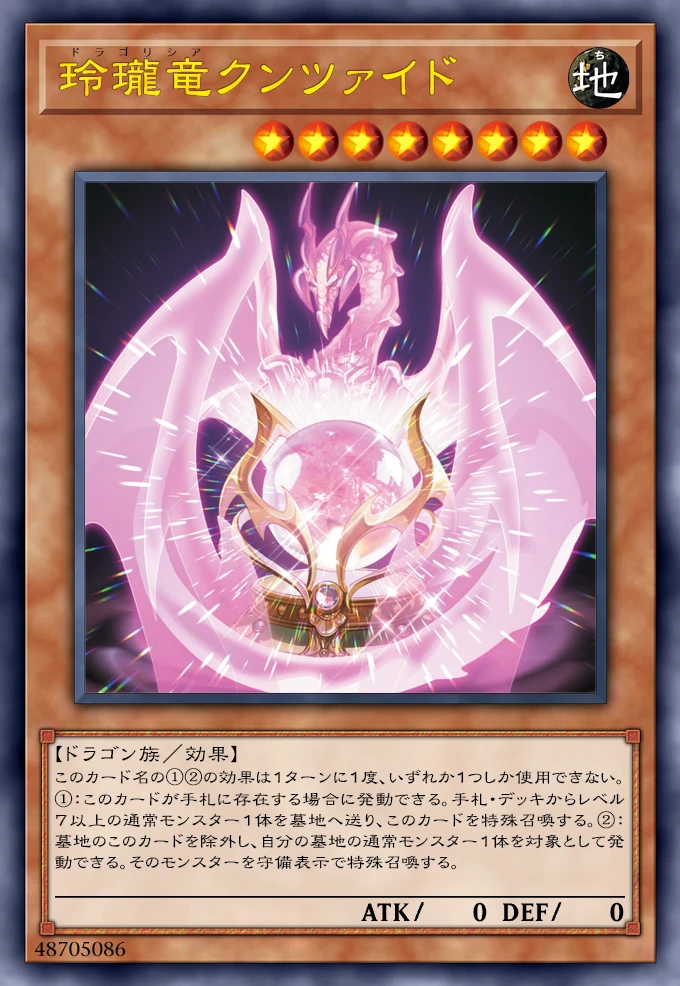 ドラゴリシア
玲瓏竜クンツァイド
ち
地
【ドラゴン族／効果】
このカード名の①②の効果は1ターンに1度、いずれか1つしか使用できない。
①：このカードが手札に存在する場合に発動できる。手札・デッキからレベル
7以上の通常モンスター1体を墓地へ送り、このカードを特殊召喚する。②：
墓地のこのカードを除外し、自分の墓地の通常モンスター1体を対象として発
動できる。そのモンスターを守備表示で特殊召喚する。
ATK/ 0 DEF/ 0
48705086